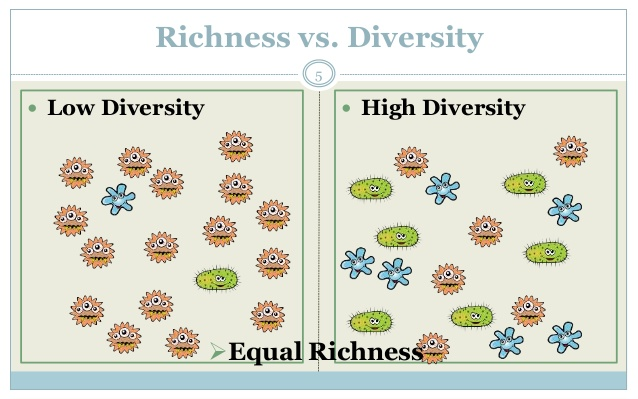 Richness vs. Diversity
5
• Low Diversity
• High Diversity
➢Equal Richness